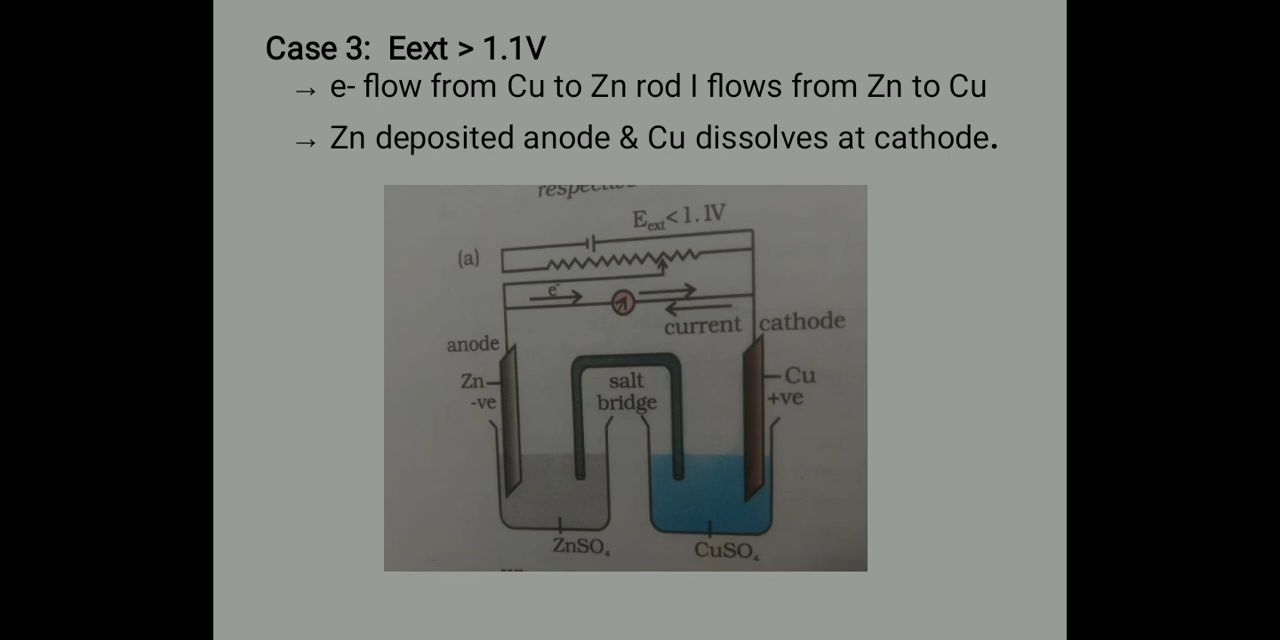 Case 3: Eext > 1.1V
→ e- flow from Cu to Zn rod I flows from Zn to Cu
→ Zn deposited anode & Cu dissolves at cathode.
Eext<1.1V
(a)
e-
current
cathode
anode
Zn
-ve
salt
bridge
Cu
+ve
ZnSO4
CuSO4